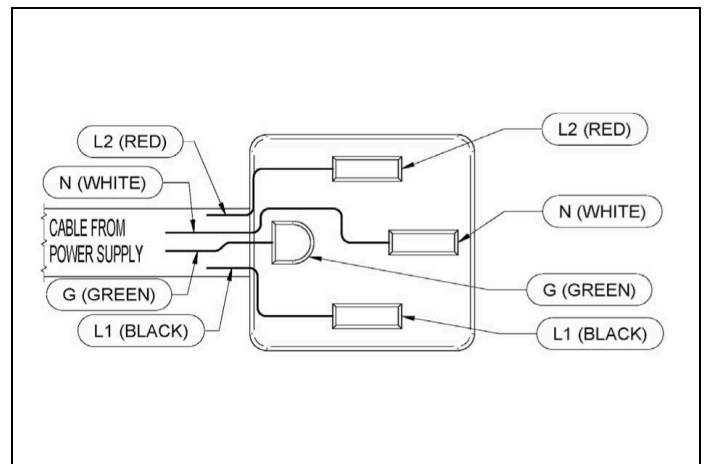 L2 (RED)
N (WHITE)
CABLE FROM
POWER SUPPLY
G (GREEN)
L1 (BLACK)
L2 (RED)
N (WHITE)
G (GREEN)
L1 (BLACK)